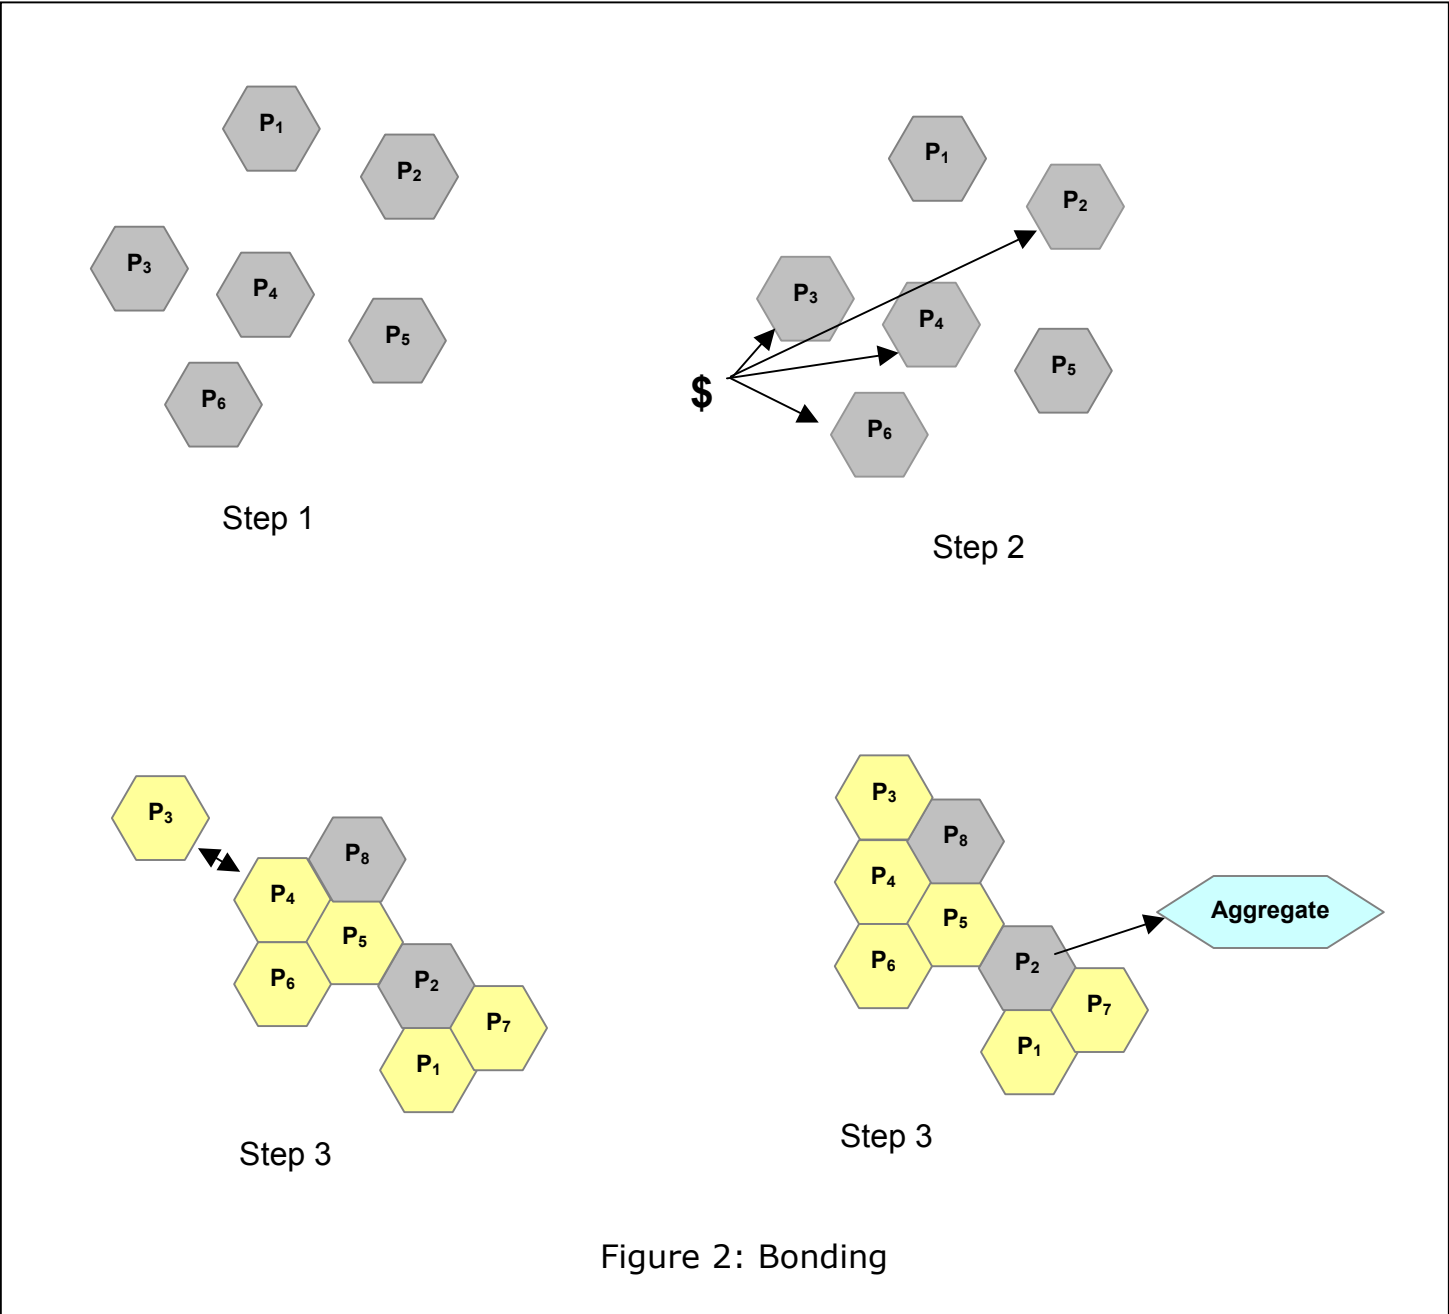 P₁
P₂
P₃
P₄
P₅
P₆
Step 1
P₁
P₂
P₃
P₄
P₅
$
P₆
Step 2
P₃
P₈
P₄
P₅
P₆
P₂
P₇
P₁
Step 3
P₃
P₈
P₄
P₅
Aggregate
P₆
P₂
P₇
P₁
Step 3
Figure 2: Bonding